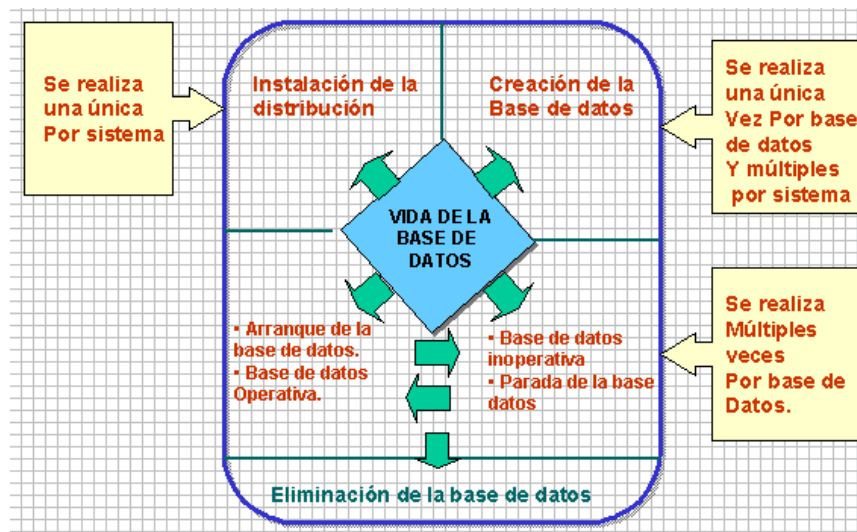 Se realiza
una única
Por sistema
Instalación de la
distribución
Creación de la
Base de datos
Se realiza
una única
Vez Por base
de datos
Y múltiples
por sistema
VIDA DE LA
BASE DE
DATOS
▪ Arranque de la
base de datos.
▪ Base de datos
Operativa.
▪ Base de datos
inoperativa
▪ Parada de la base
datos
Se realiza
Múltiples
veces
Por base de
Datos.
Eliminación de la base de datos